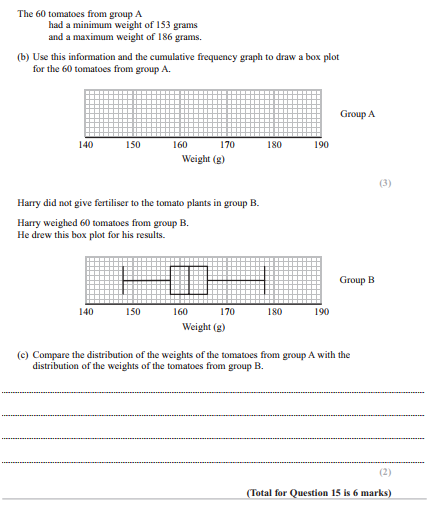 The 60 tomatoes from group A
had a minimum weight of 153 grams
and a maximum weight of 186 grams.
(b) Use this information and the cumulative frequency graph to draw a box plot
for the 60 tomatoes from group A.
Group A
140 150 160 170 180 190
Weight (g)
(3)
Harry did not give fertiliser to the tomato plants in group B.
Harry weighed 60 tomatoes from group B.
He drew this box plot for his results.
Group B
140 150 160 170 180 190
Weight (g)
(c) Compare the distribution of the weights of the tomatoes from group A with the
distribution of the weights of the tomatoes from group B.
(2)
(Total for Question 15 is 6 marks)